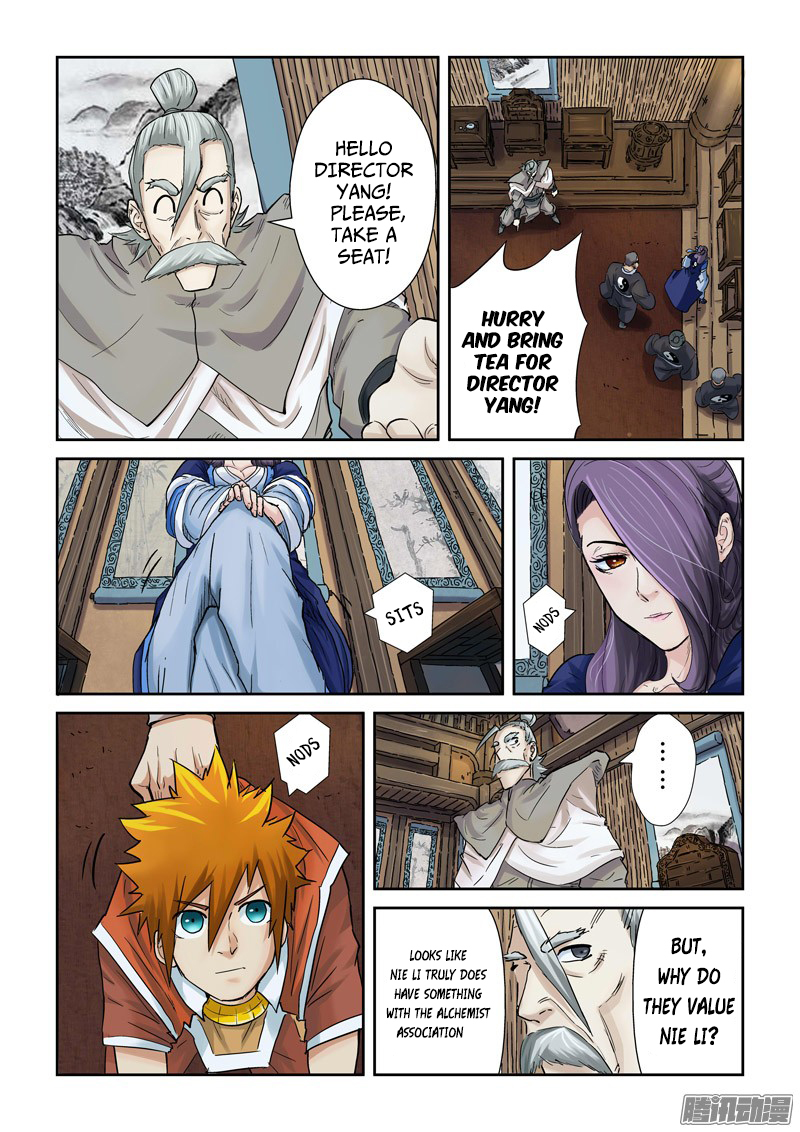 HELLO
DIRECTOR
YANG!
PLEASE,
TAKE A
SEAT!
HURRY
AND BRING
TEA FOR
DIRECTOR
YANG!
SITS
NODS
NODS
......
LOOKS LIKE
NIE LI TRULY DOES
HAVE SOMETHING
WITH THE ALCHEMIST
ASSOCIATION
BUT,
WHY DO
THEY VALUE
NIE LI?
腾讯动漫